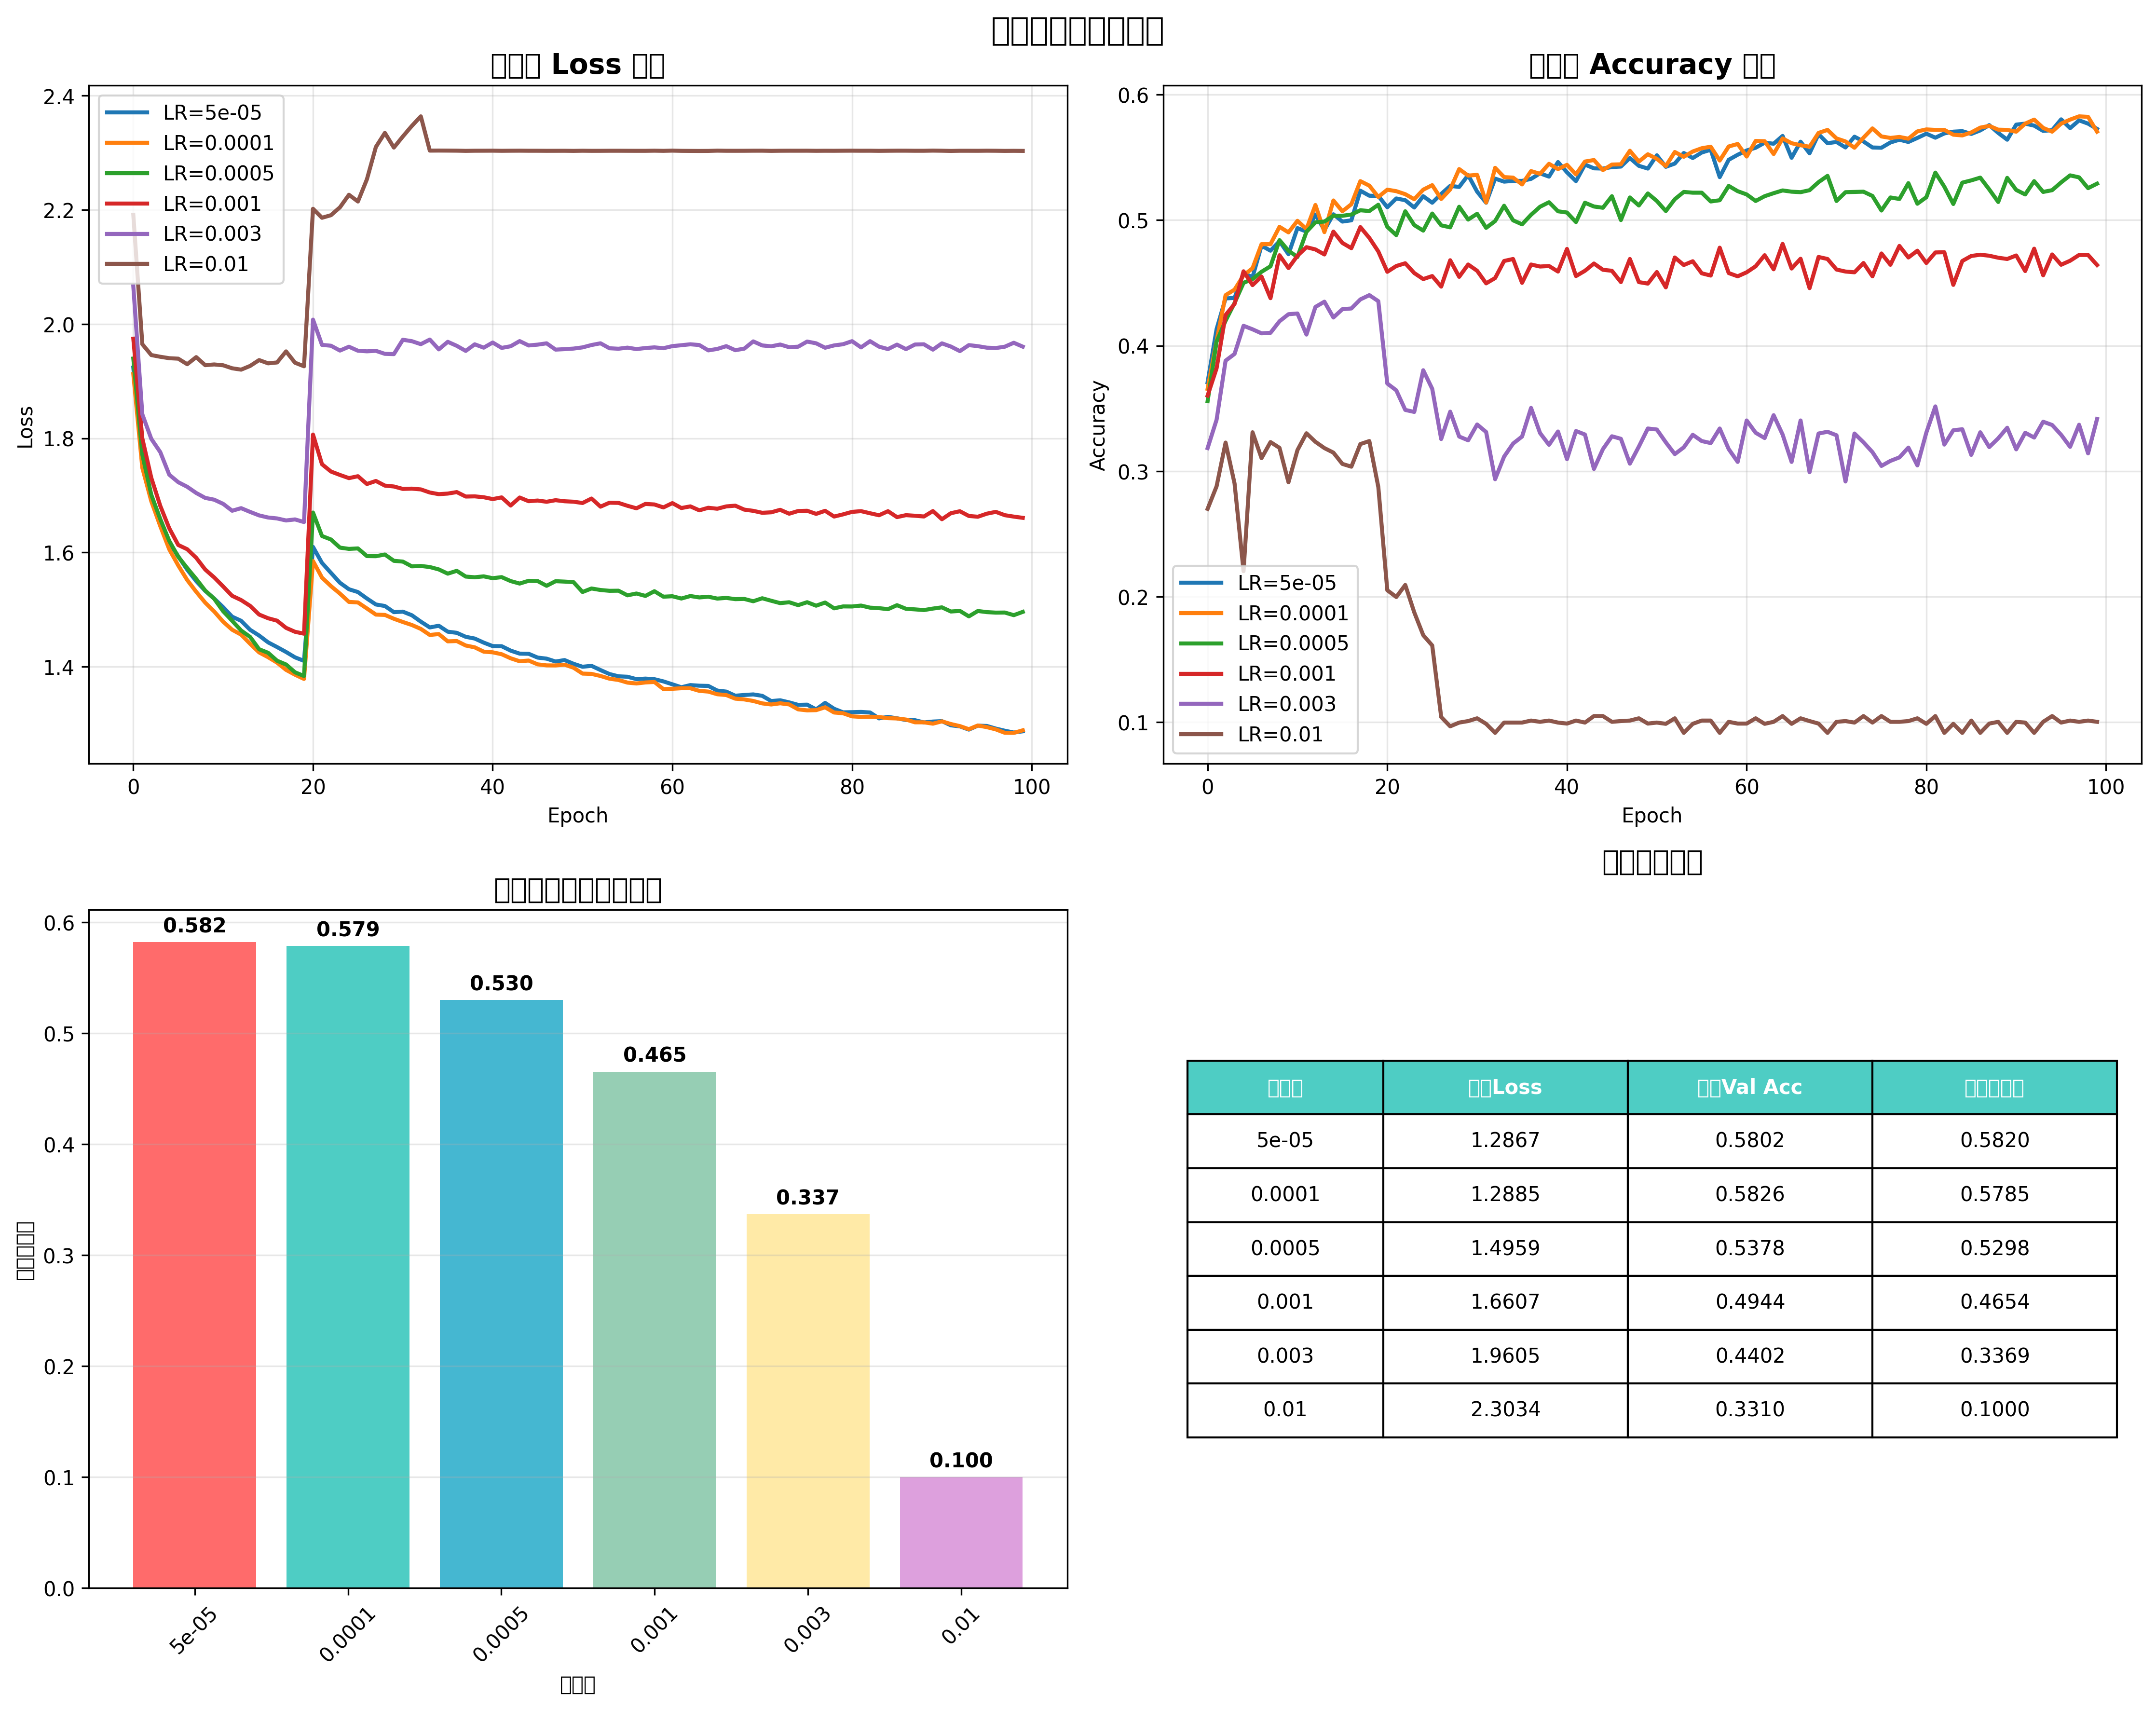 Loss
Accuracy
2.4
2.2
2.0
1.8
1.6
1.4
Loss
LR=5e-05
LR=0.0001
LR=0.0005
LR=0.001
LR=0.003
LR=0.01
0 20 40 60 80 100
Epoch
0.6
0.5
0.4
0.3
0.2
0.1
Accuracy
LR=5e-05
LR=0.0001
LR=0.0005
LR=0.001
LR=0.003
LR=0.01
0 20 40 60 80 100
Epoch
0.6
0.5
0.4
0.3
0.2
0.1
0.0
0.582
0.579
0.530
0.465
0.337
0.100
5e-05 0.0001 0.0005 0.001 0.003 0.01
Loss Val Acc
5e-05 1.2867 0.5802 0.5820
0.0001 1.2885 0.5826 0.5785
0.0005 1.4959 0.5378 0.5298
0.001 1.6607 0.4944 0.4654
0.003 1.9605 0.4402 0.3369
0.01 2.3034 0.3310 0.1000